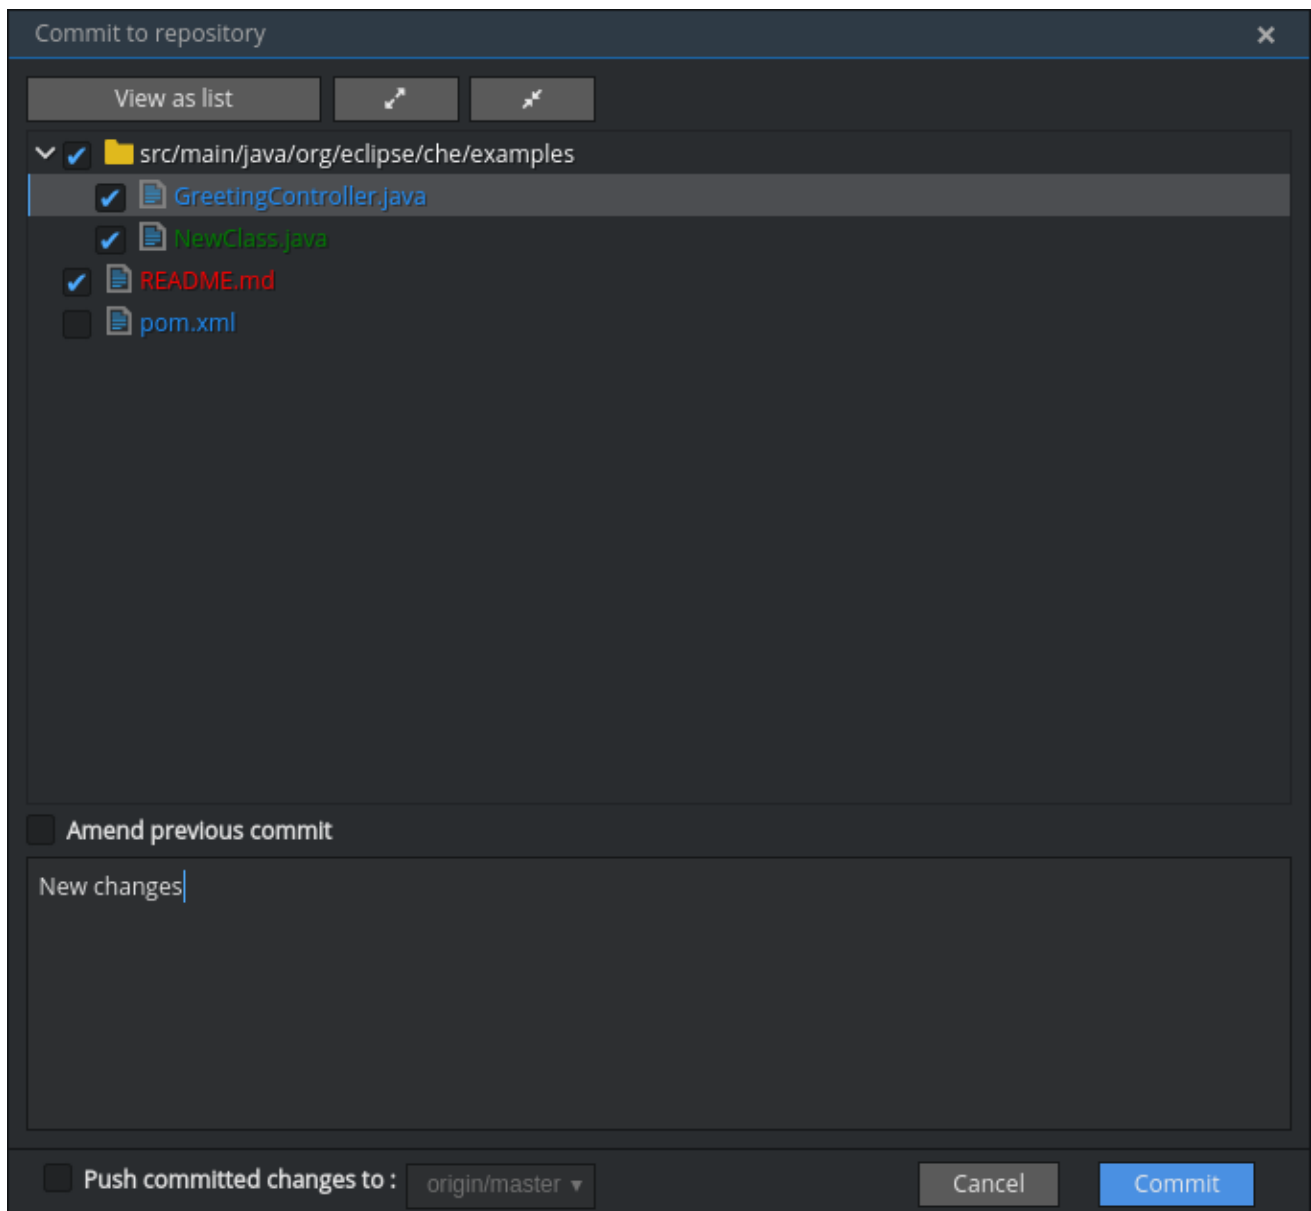 Commit to repository
View as list
src/main/java/org/eclipse/che/examples
GreetingController.java
NewClass.java
README.md
pom.xml
Amend previous commit
New changes
Push committed changes to : origin/master
Cancel Commit